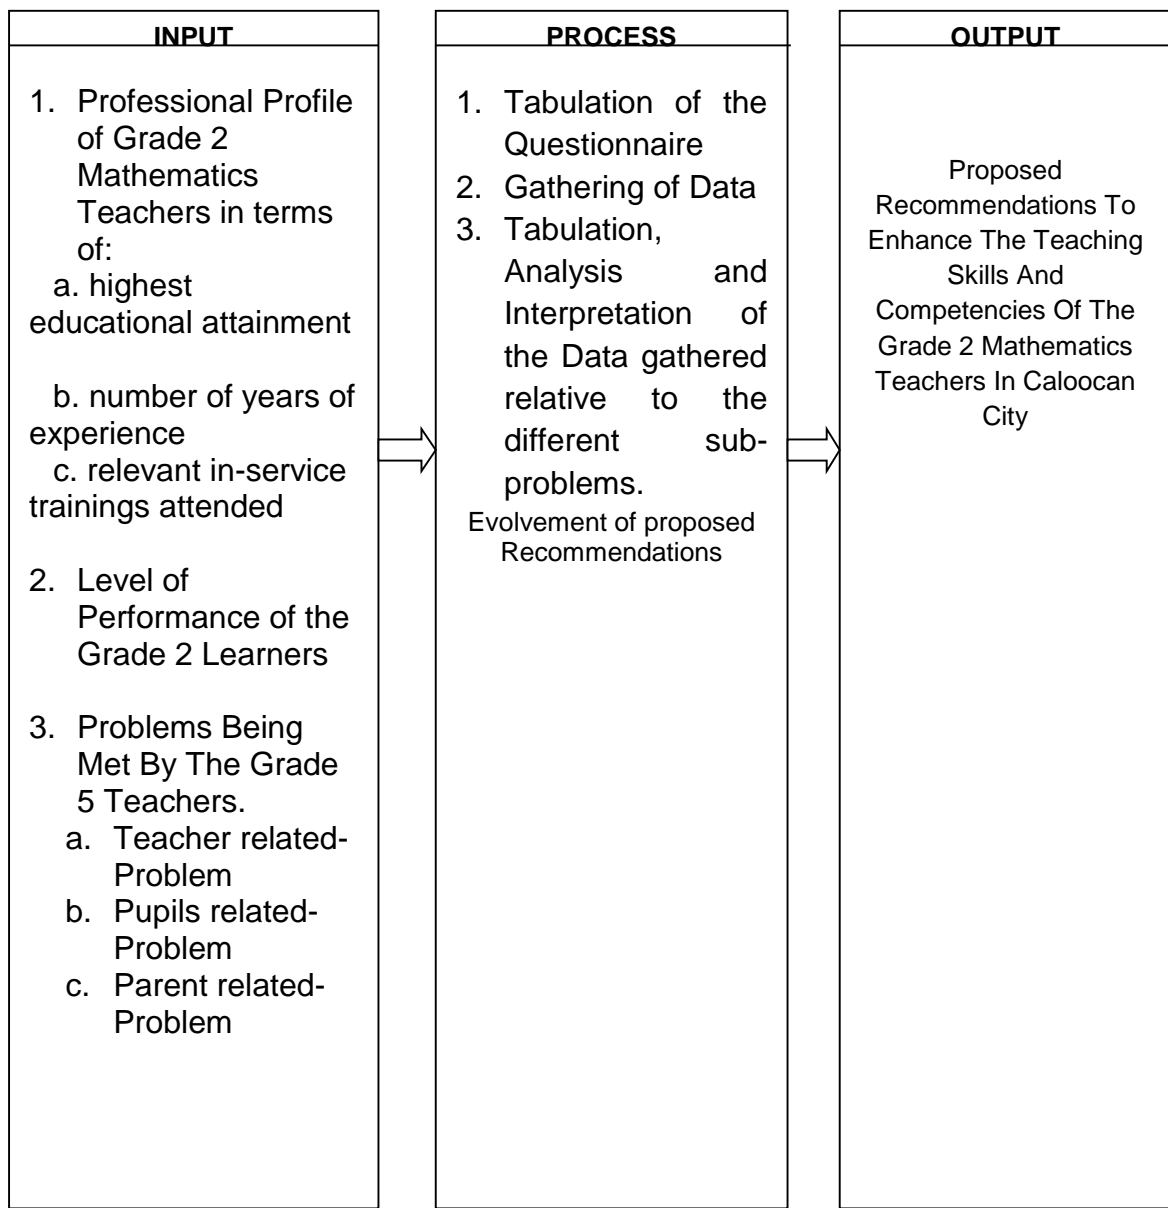 INPUT
1. Professional Profile
of Grade 2
Mathematics
Teachers in terms
of:
a. highest
educational attainment
b. number of years of
experience
c. relevant in-service
trainings attended
2. Level of
Performance of the
Grade 2 Learners
3. Problems Being
Met By The Grade
5 Teachers.
a. Teacher related-
Problem
b. Pupils related-
Problem
c. Parent related-
Problem
PROCESS
1. Tabulation of the
Questionnaire
2. Gathering of Data
3. Tabulation,
Analysis and
Interpretation of
the Data gathered
relative to the
different sub-
problems.
Evolvement of proposed
Recommendations
OUTPUT
Proposed
Recommendations To
Enhance The Teaching
Skills And
Competencies Of The
Grade 2 Mathematics
Teachers In Caloocan
City